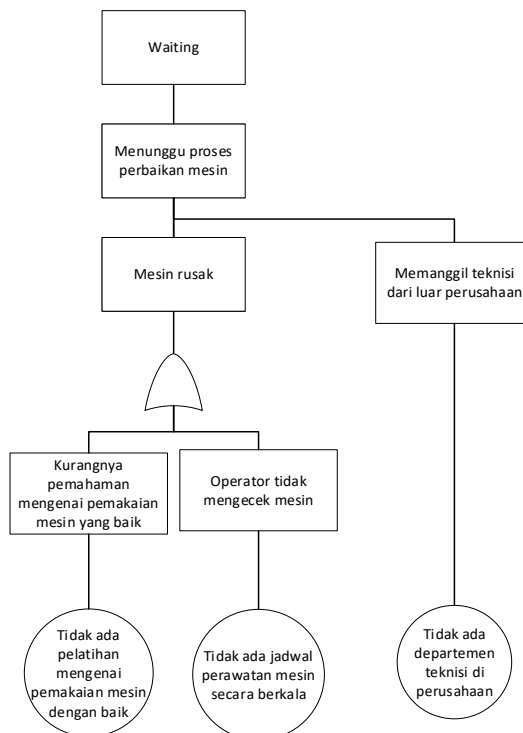 Waiting
Menunggu proses
perbaikan mesin
Mesin rusak
Memanggil teknisi
dari luar perusahaan
Kurangnya
pemahaman
mengenai pemakaian
mesin yang baik
Operator tidak
mengecek mesin
Tidak ada
pelatihan
mengenai
pemakaian mesin
dengan baik
Tidak ada jadwal
perawatan mesin
secara berkala
Tidak ada
departemen
teknisi di
perusahaan